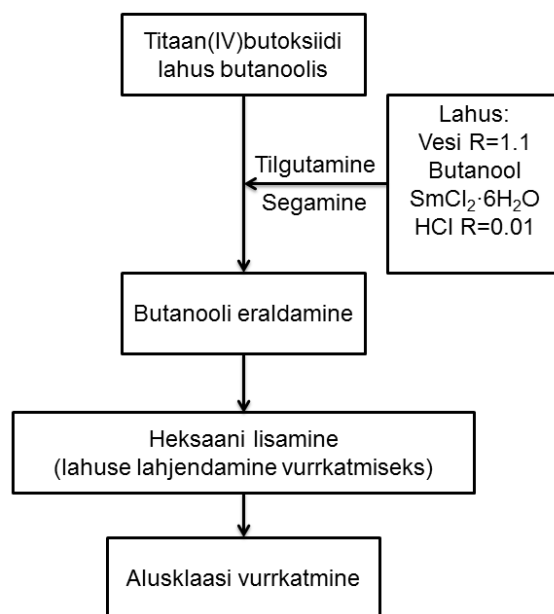 Titaan(IV)butoksiidi
lahus butanoolis
Lahus:
Vesi R=1.1
Butanool
SmCl₂·6H₂O
HCl R=0.01
Tilgutamine
Segamine
Butanooli eraldamine
Heksaani lisamine
(lahuse lahjendamine vurrkatmiseks)
Alusklaasi vurrkatmine